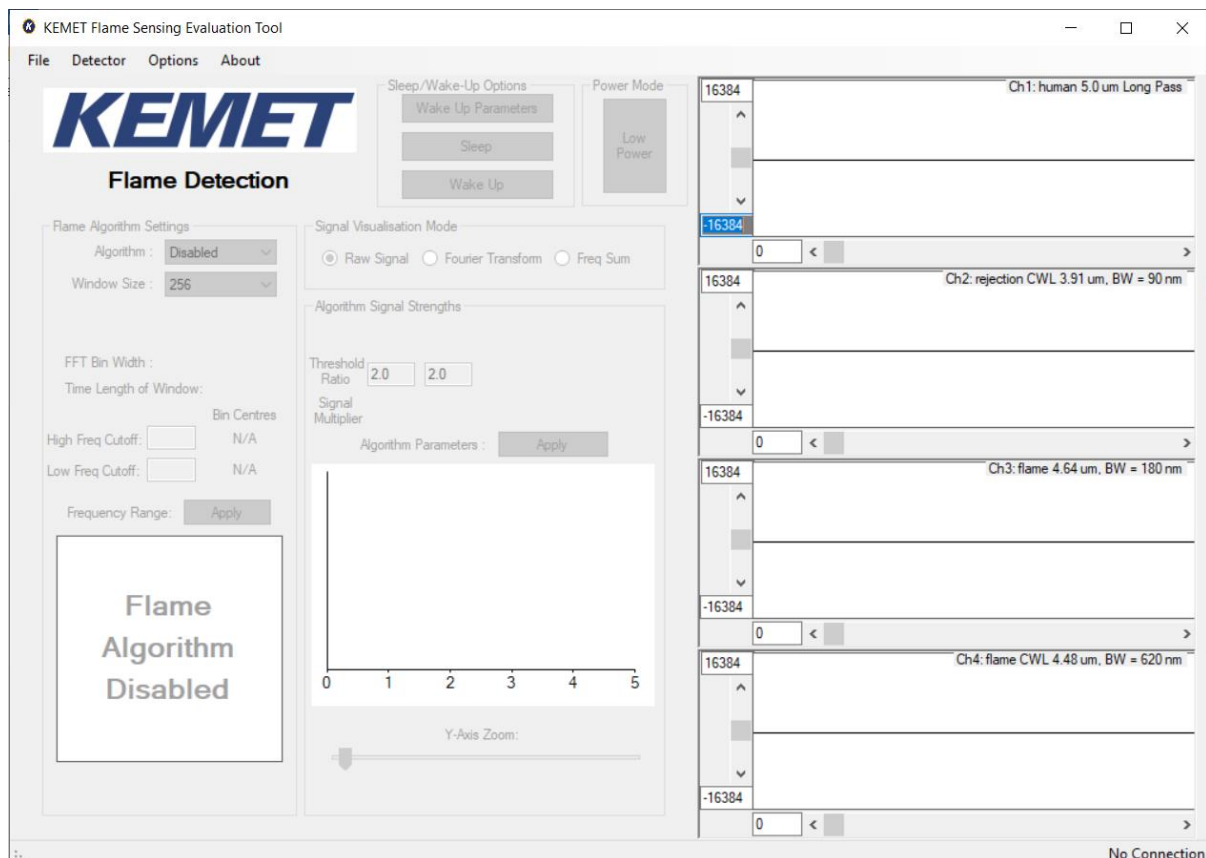 KEMET Flame Sensing Evaluation Tool
File Detector Options About
KEMET
Flame Detection
Sleep/Wake-Up Options
Wake Up Parameters
Sleep
Wake Up
Power Mode
Low
Power
Flame Algorithm Settings
Algorithm : Disabled
Window Size : 256
FFT Bin Width :
Time Length of Window:
Bin Centres
High Freq Cutoff: N/A
Low Freq Cutoff: N/A
Frequency Range: Apply
Flame
Algorithm
Disabled
Signal Visualisation Mode
Raw Signal Fourier Transform Freq Sum
Algorithm Signal Strengths
Threshold
Ratio 2.0 2.0
Signal
Multiplier
Algorithm Parameters : Apply
0 1 2 3 4 5
Y-Axis Zoom:
16384 Ch1: human 5.0 um Long Pass
-16384
0
16384 Ch2: rejection CWL 3.91 um, BW = 90 nm
-16384
0
16384 Ch3: flame 4.64 um, BW = 180 nm
-16384
0
16384 Ch4: flame CWL 4.48 um, BW = 620 nm
-16384
0
No Connection